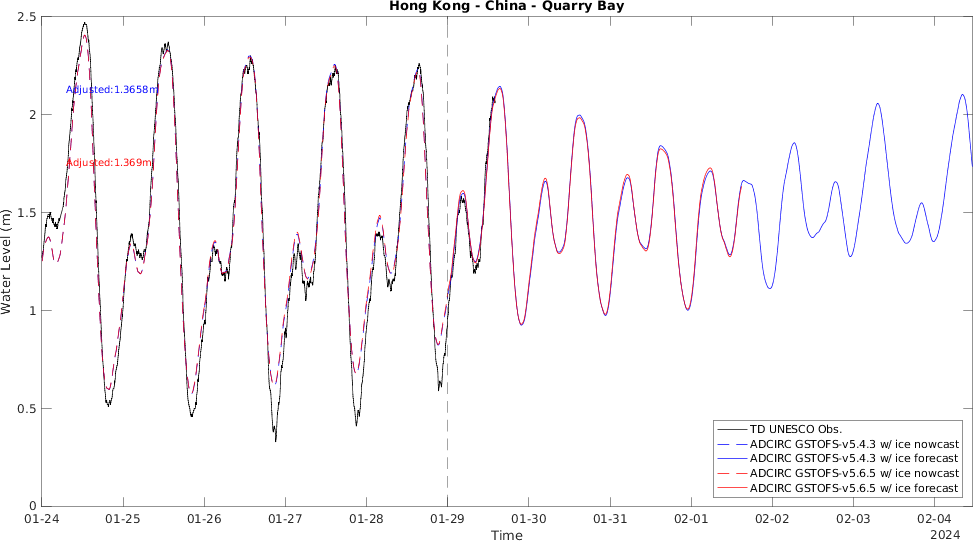 Hong Kong - China - Quarry Bay
2.5
2
1.5
1
0.5
0
Water Level (m)
Adjusted:1.3658m
Adjusted:1.369m
TD UNESCO Obs.
ADCIRC GSTOFS-v5.4.3 w/ ice nowcast
ADCIRC GSTOFS-v5.4.3 w/ ice forecast
ADCIRC GSTOFS-v5.6.5 w/ ice nowcast
ADCIRC GSTOFS-v5.6.5 w/ ice forecast
01-24 01-25 01-26 01-27 01-28 01-29 01-30 01-31 02-01 02-02 02-03 02-04
Time
2024